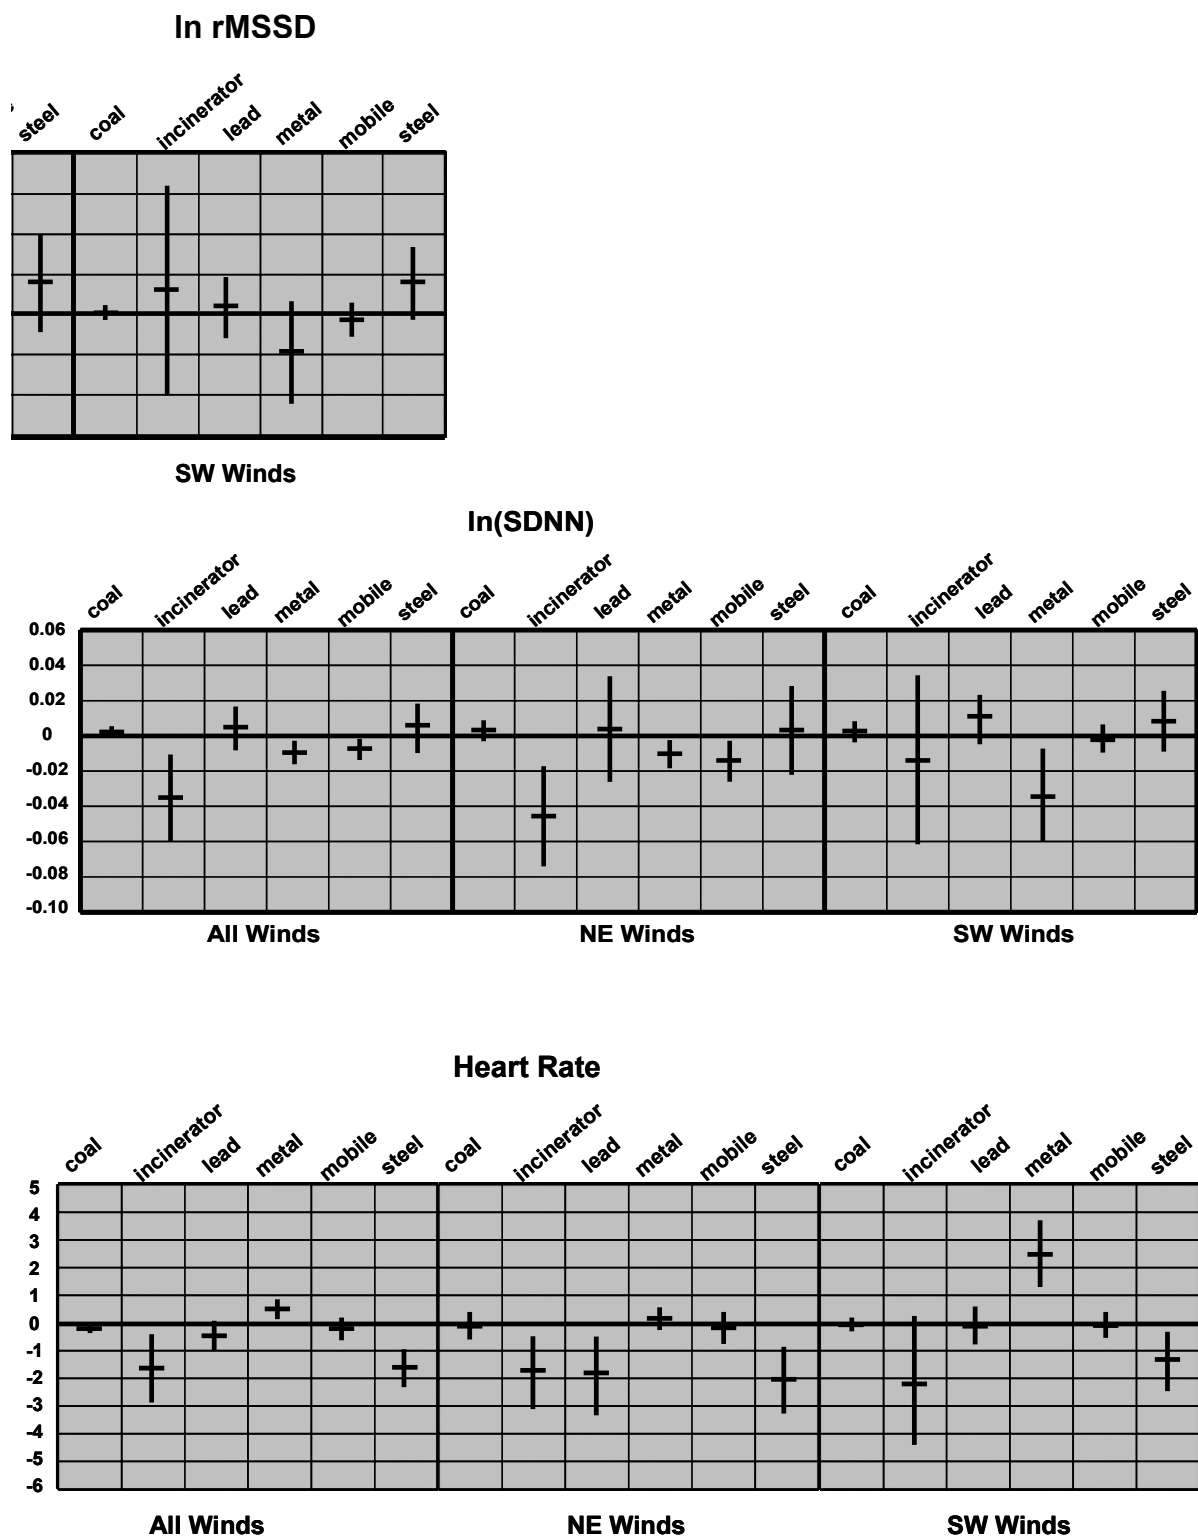 ln rMSSD
steel coal incinerator lead metal mobile steel
SW Winds
ln(SDNN)
coal incinerator lead metal mobile steel coal incinerator lead metal mobile steel coal incinerator lead metal mobile steel
0.06
0.04
0.02
0
-0.02
-0.04
-0.06
-0.08
-0.10
All Winds NE Winds SW Winds
Heart Rate
coal incinerator lead metal mobile steel coal incinerator lead metal mobile steel coal incinerator lead metal mobile steel
5
4
3
2
1
0
-1
-2
-3
-4
-5
-6
All Winds NE Winds SW Winds